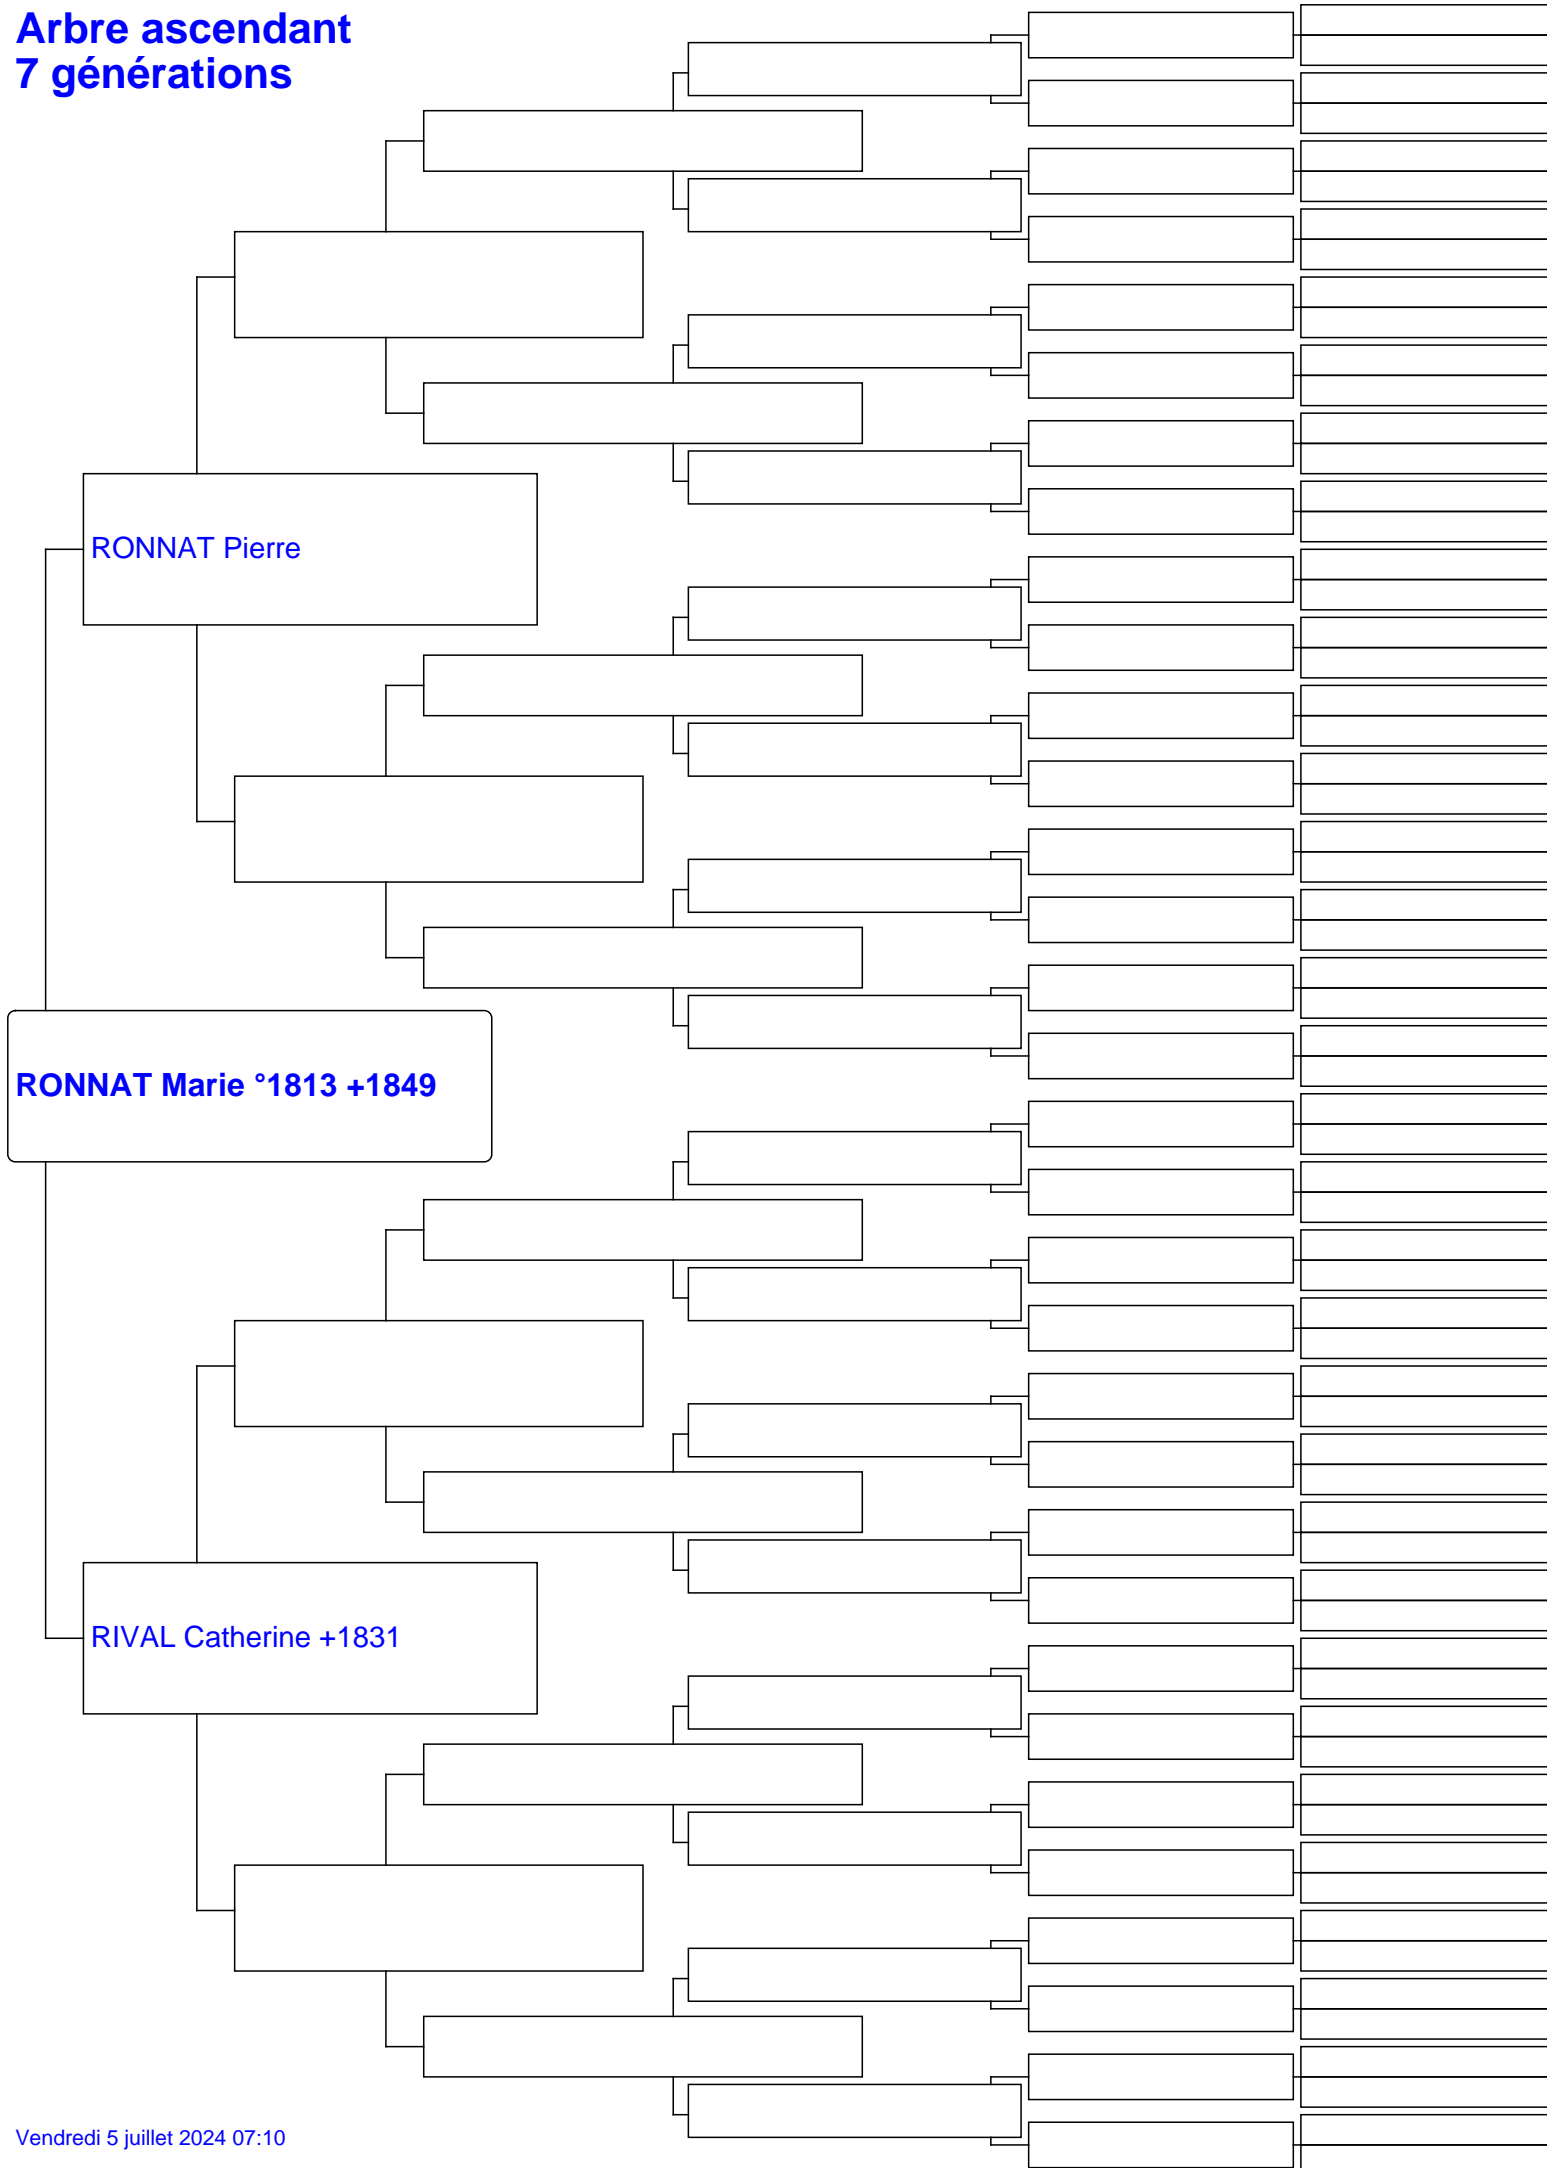 Arbre ascendant
7 générations
RONNAT Pierre
RONNAT Marie °1813 +1849
RIVAL Catherine +1831
Vendredi 5 juillet 2024 07:10